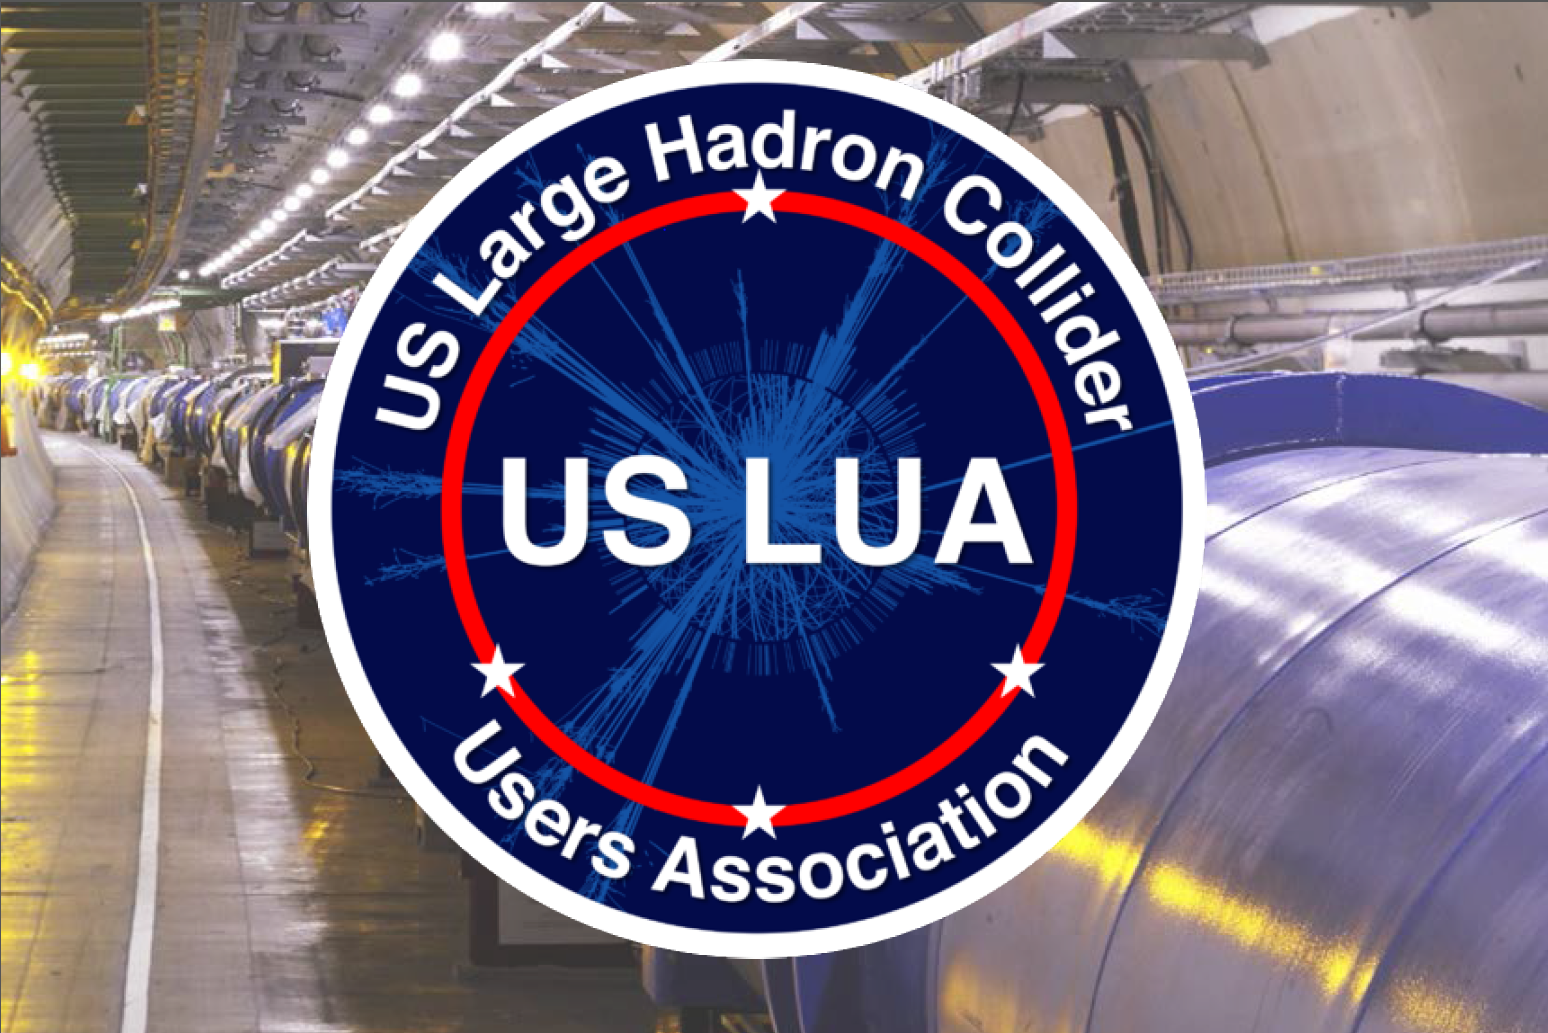 US Large Hadron Collider
US LUA
Users Association